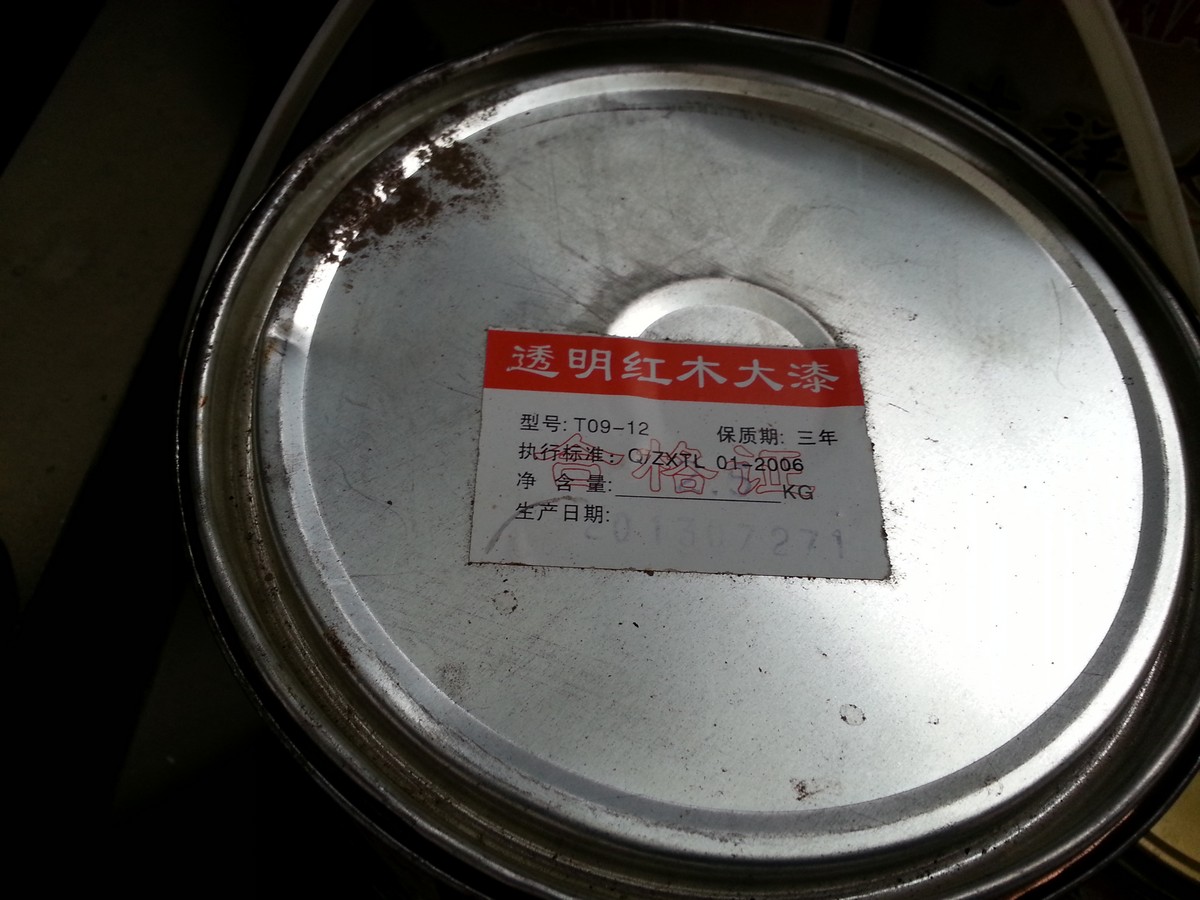 透明红木大漆
型号: T09-12 保质期: 三年
执行标准: Q/ZXTL 01-2006
合格证
净 含 量: KG
生产日期: 201307271